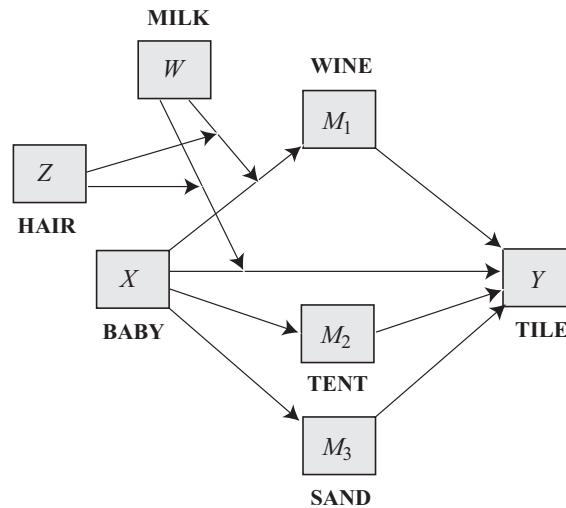 MILK
W
WINE
M1
Z
HAIR
X
BABY
Y
TILE
M2
TENT
M3
SAND